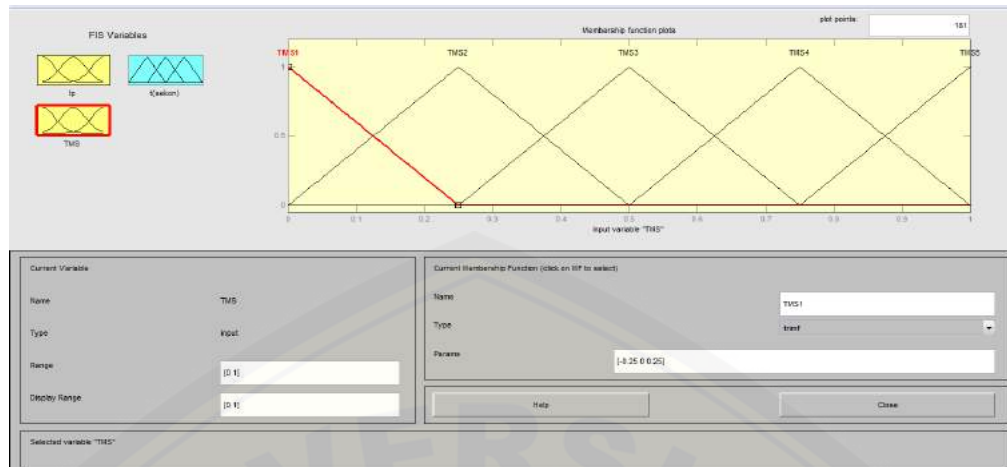 FIS Variables
Membership function plots
plot points:
181
TMS1
TMS2
TMS3
TMS4
TMS5
1
0.5
0
0
0.1
0.2
0.3
0.4
0.5
0.6
0.7
0.8
0.9
1
input variable "TMS"
fp
t(sekon)
TMS
Current Variable
Name
TMS
Type
input
Range
[0 1]
Display Range
[0 1]
Current Membership Function (click on MF to select)
Name
TMS1
Type
trimf
Params
[-0.25 0 0.25]
Help
Close
Selected variable "TMS"
VERS